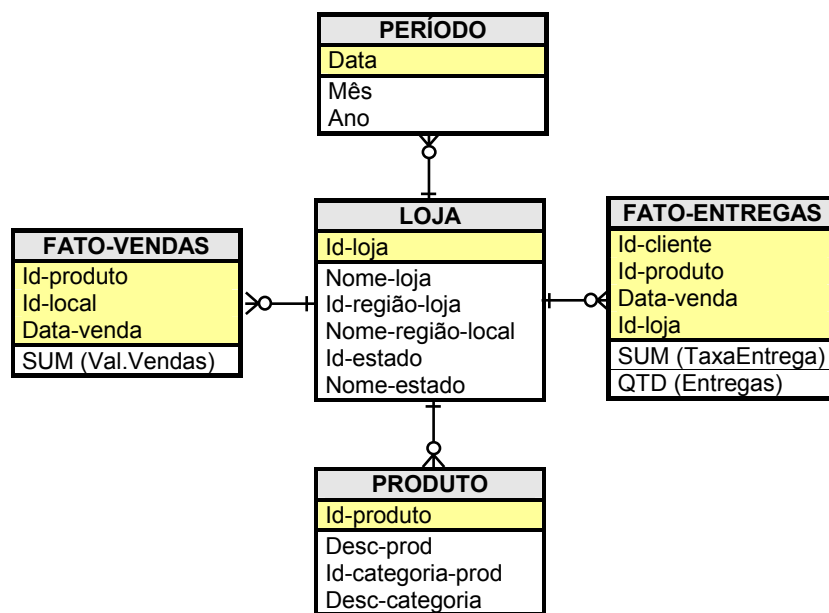 PERÍODO
Data
Mês
Ano
LOJA
Id-loja
Nome-loja
Id-região-loja
Nome-região-local
Id-estado
Nome-estado
FATO-VENDAS
Id-produto
Id-local
Data-venda
SUM (Val.Vendas)
FATO-ENTREGAS
Id-cliente
Id-produto
Data-venda
Id-loja
SUM (TaxaEntrega)
QTD (Entregas)
PRODUTO
Id-produto
Desc-prod
Id-categoria-prod
Desc-categoria